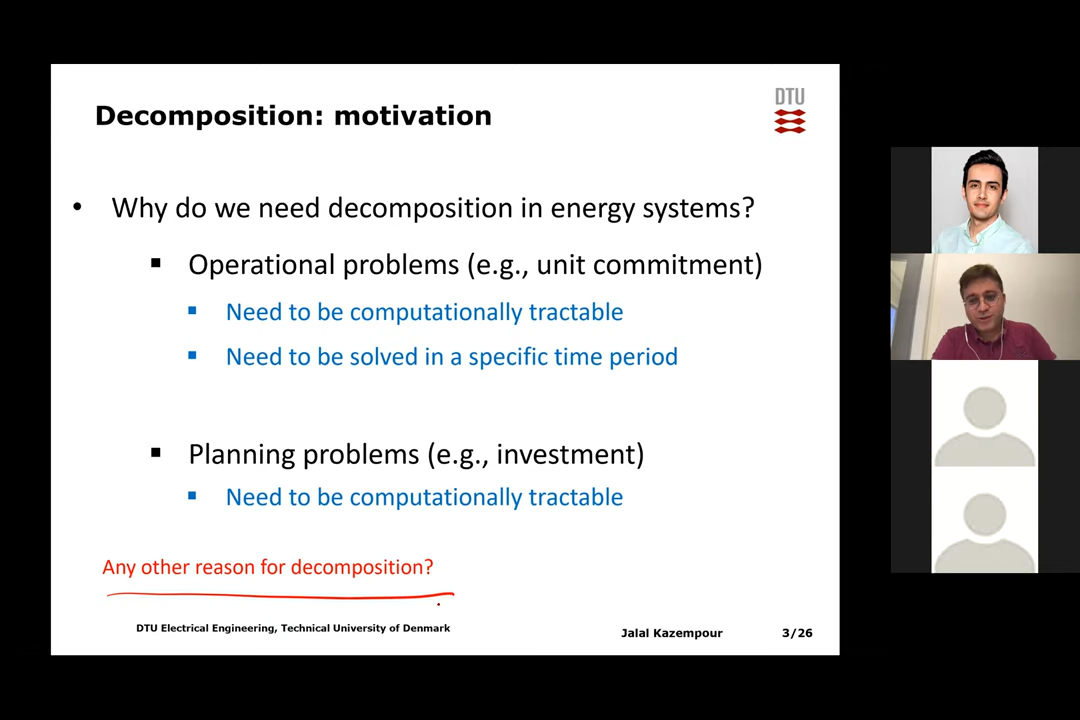 Decomposition: motivation
DTU
• Why do we need decomposition in energy systems?
▪ Operational problems (e.g., unit commitment)
▪ Need to be computationally tractable
▪ Need to be solved in a specific time period
▪ Planning problems (e.g., investment)
▪ Need to be computationally tractable
Any other reason for decomposition?
DTU Electrical Engineering, Technical University of Denmark
Jalal Kazempour 3/26